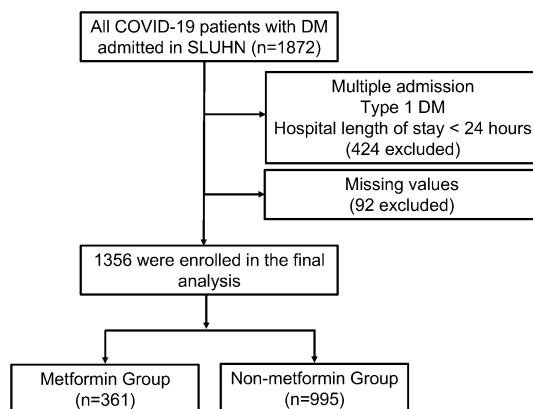 All COVID-19 patients with DM
admitted in SLUHN (n=1872)
Multiple admission
Type 1 DM
Hospital length of stay < 24 hours
(424 excluded)
Missing values
(92 excluded)
1356 were enrolled in the final
analysis
Metformin Group
(n=361)
Non-metformin Group
(n=995)